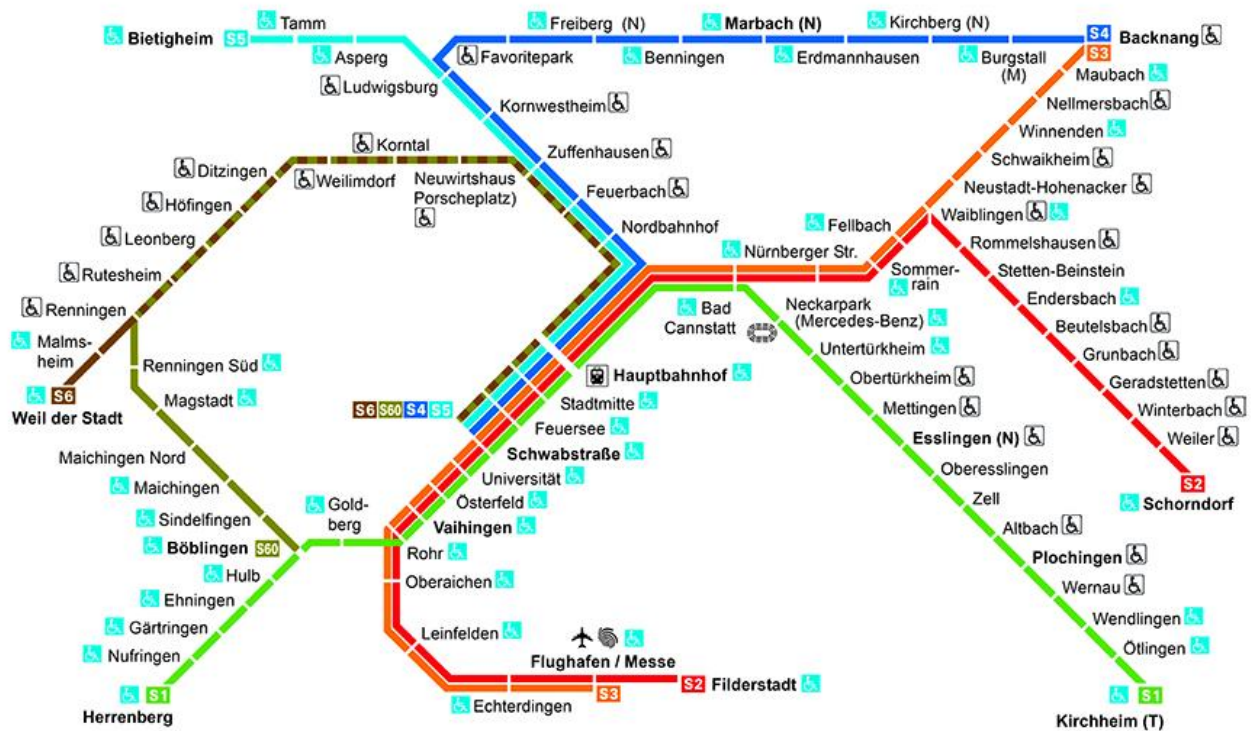 Bietigheim S5
Tamm
Asperg
Ludwigsburg
Favoritepark
Freiberg (N)
Benningen
Marbach (N)
Erdmannhausen
Kirchberg (N)
Burgstall
(M)
S4
S3
Backnang
Maubach
Nellmersbach
Winnenden
Schwaikheim
Neustadt-Hohenacker
Waiblingen
Kornwestheim
Zuffenhausen
Feuerbach
Nordbahnhof
Korntal
Weilimdorf
Neuwirtshaus
Porscheplatz)
Ditzingen
Höfingen
Leonberg
Rutesheim
Renningen
Malms-
heim
S6
Weil der Stadt
Renningen Süd
Magstadt
Maichingen Nord
Maichingen
Sindelfingen
Böblingen S60
Fellbach
Nürnberger Str.
Sommer-
rain
Rommelshausen
Stetten-Beinstein
Endersbach
Beutelsbach
Grunbach
Geradstetten
Winterbach
Weiler
S2
Schorndorf
Bad
Cannstatt
Neckarpark
(Mercedes-Benz)
Untertürkheim
Obertürkheim
Mettingen
Esslingen (N)
Oberesslingen
Zell
Altbach
Plochingen
Wernau
Wendlingen
Ötlingen
S1
Kirchheim (T)
Hauptbahnhof
S6 S60 S4 S5
Stadtmitte
Feuersee
Schwabstraße
Universität
Österfeld
Vaihingen
Gold-
berg
Rohr
Oberaichen
Leinfelden
Echterdingen
Flughafen / Messe
S3
S2 Filderstadt
Hulb
Ehningen
Gärtringen
Nufringen
S1
Herrenberg